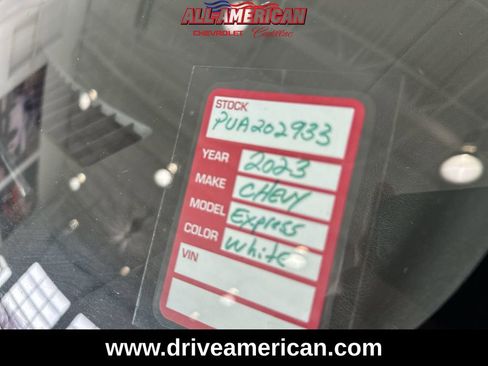 ALL-AMERICAN
CHEVROLET Cadillac
STOCK
PUA202933
YEAR 2023
MAKE CHEVY
MODEL Express
COLOR White
VIN
www.driveamerican.com